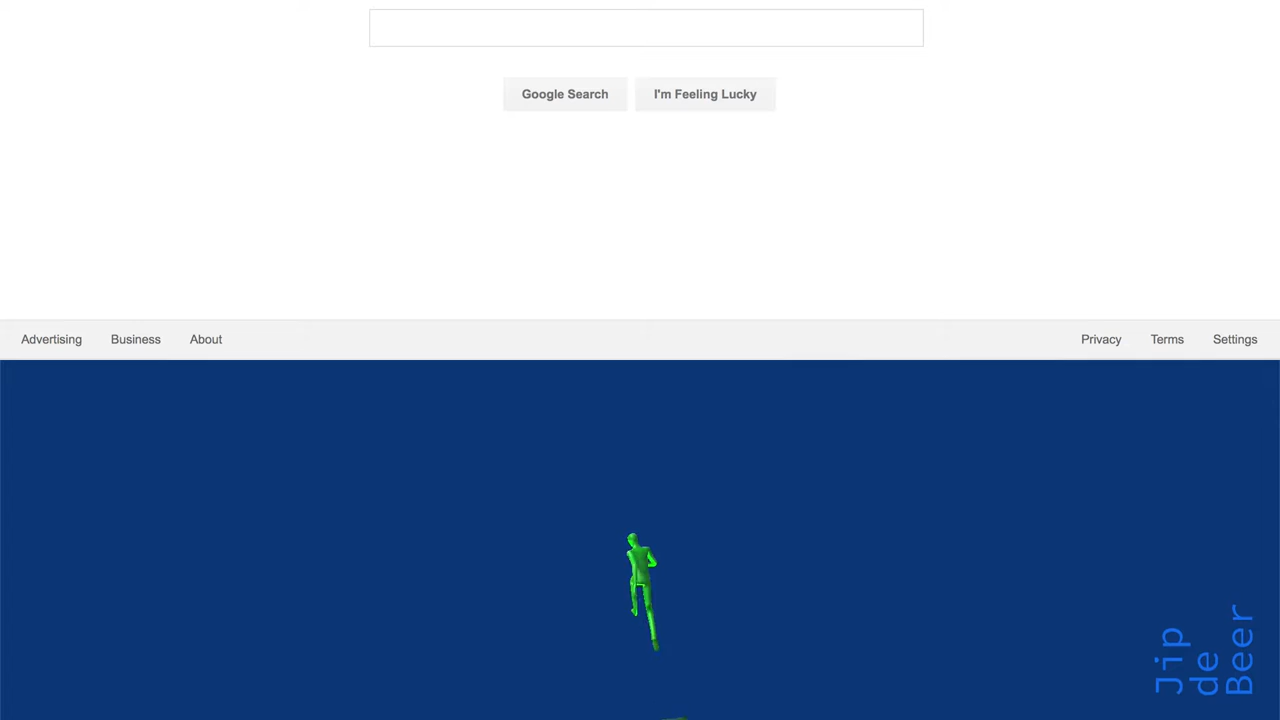 Google Search
I'm Feeling Lucky
Advertising
Business
About
Privacy
Terms
Settings
Jip
de
Beer